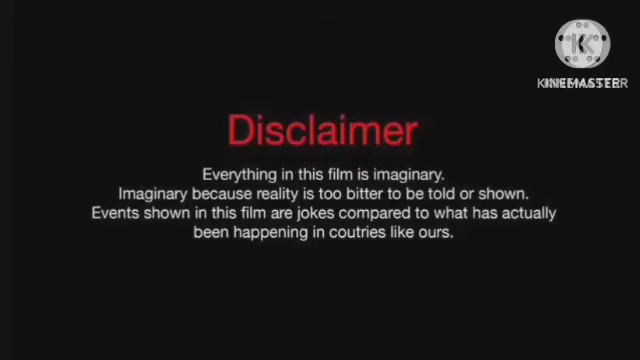 KINEMASTER
Disclaimer
Everything in this film is imaginary.
Imaginary because reality is too bitter to be told or shown.
Events shown in this film are jokes compared to what has actually
been happening in coutries like ours.